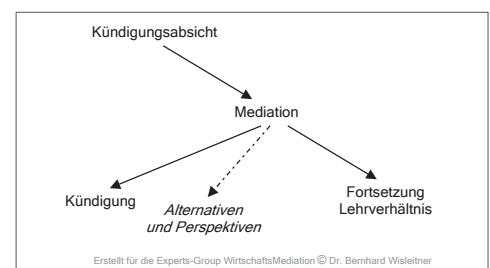 Kündigungsabsicht
Mediation
Kündigung
Alternativen
und Perspektiven
Fortsetzung
Lehrverhältnis
Erstellt für die Experts-Group WirtschaftsMediation © Dr. Bernhard Wisleitner